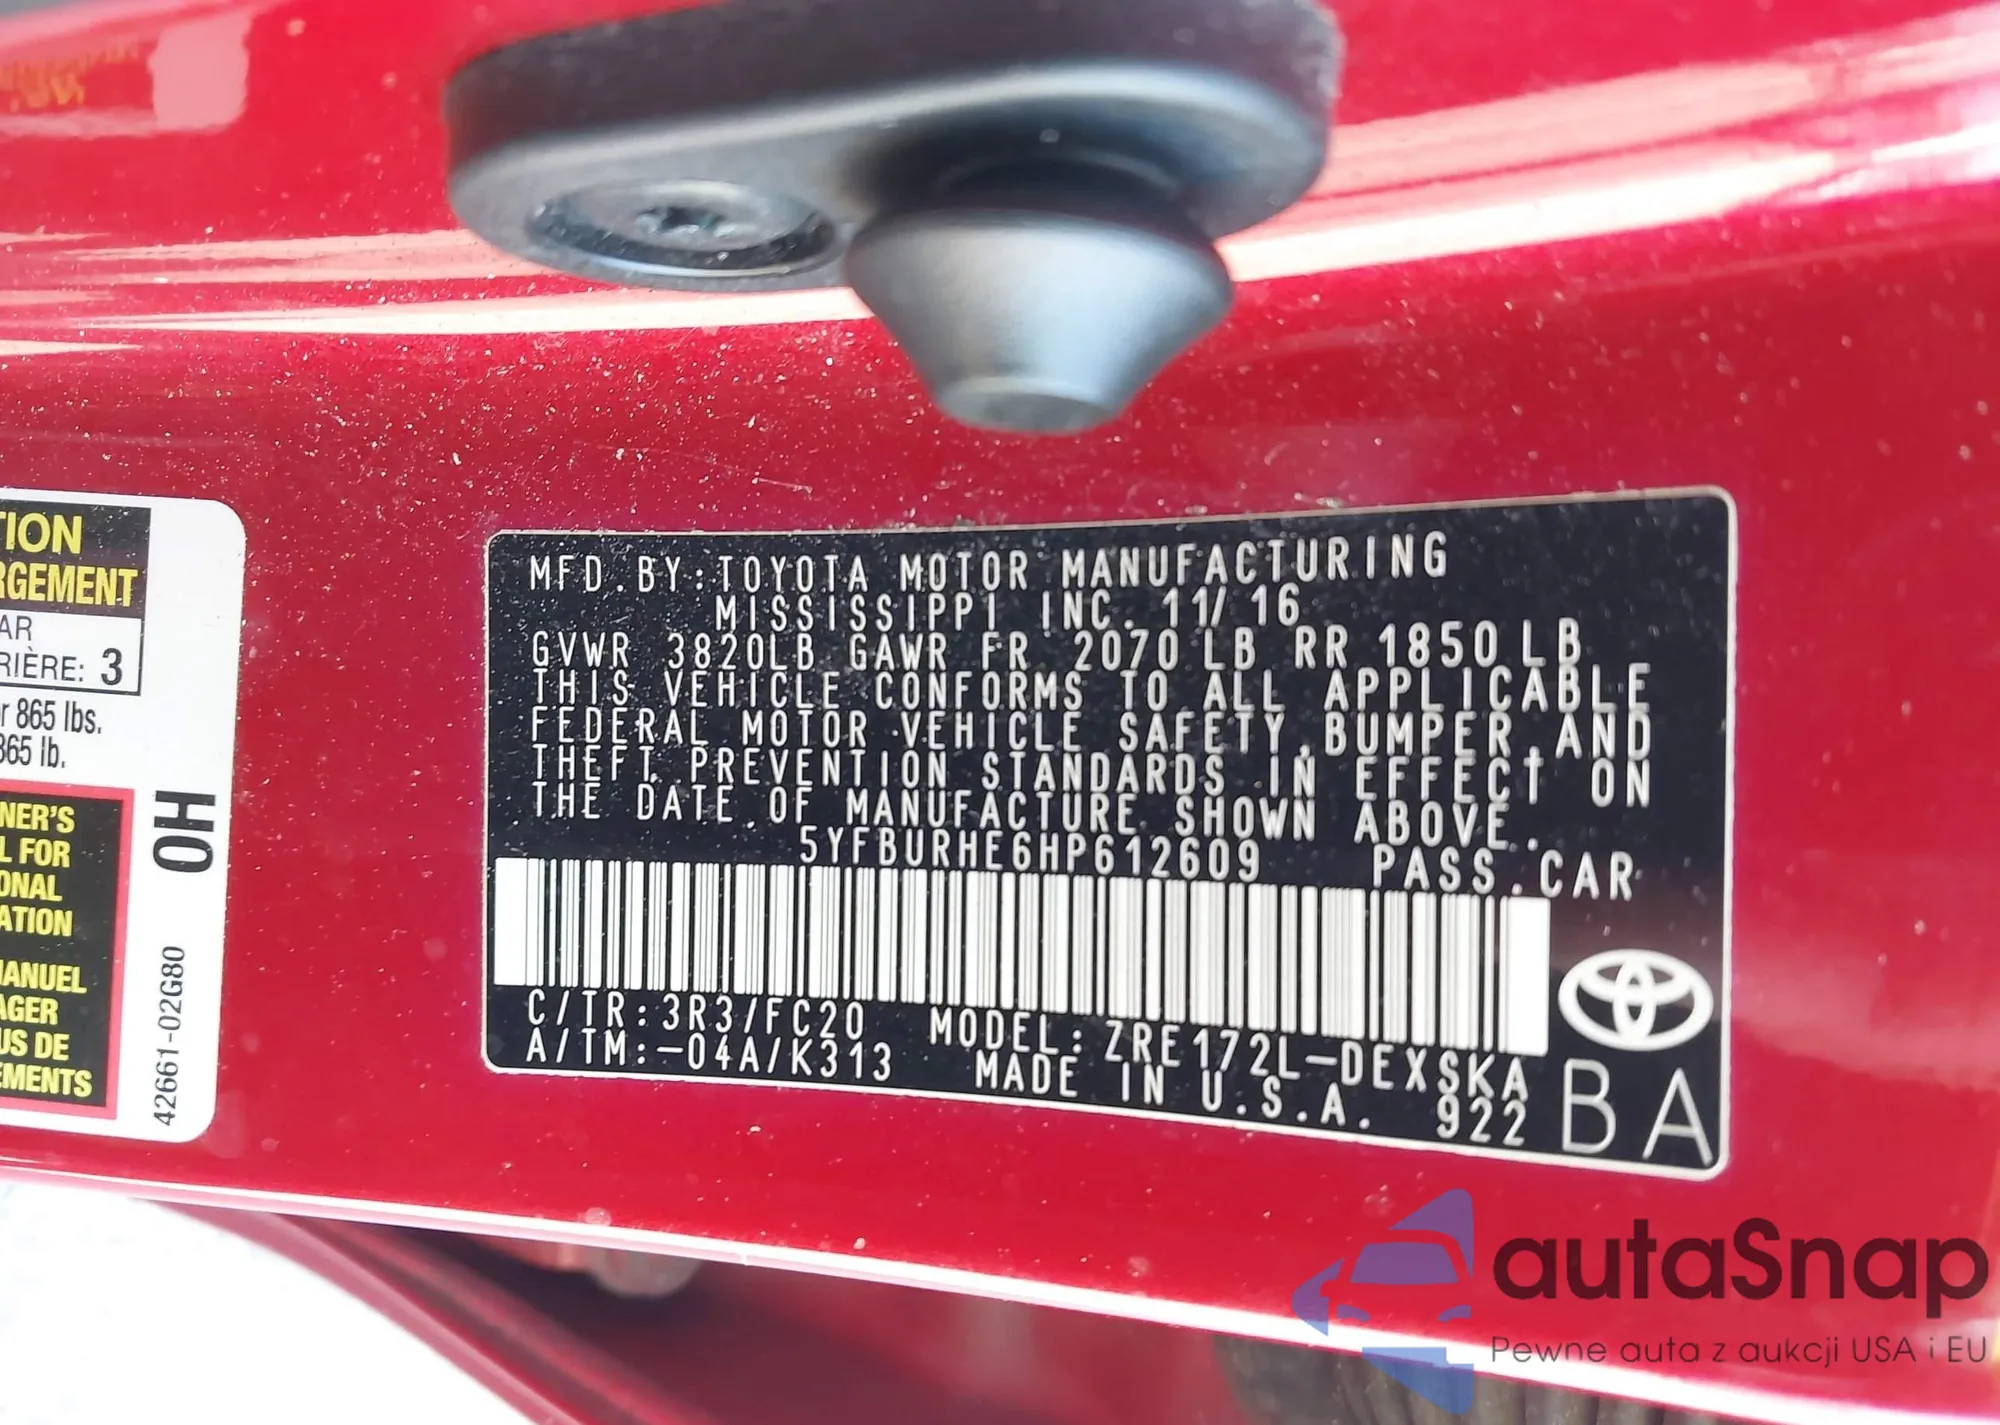 TION
RGEMENT
AR
RIÈRE: 3
r 865 lbs.
865 lb.
NER'S
L FOR
ONAL
ATION
MANUEL
AGER
US DE
EMENTS
OH
42661-02G80
MFD.BY:TOYOTA MOTOR MANUFACTURING
MISSISSIPPI INC. 11/16
GVWR 3820LB GAWR FR 2070LB RR 1850LB
THIS VEHICLE CONFORMS TO ALL APPLICABLE
FEDERAL MOTOR VEHICLE SAFETY,BUMPER,AND
THEFT PREVENTION STANDARDS IN EFFECT ON
THE DATE OF MANUFACTURE SHOWN ABOVE.
5YFBURHE6HP612609 PASS.CAR
C/TR:3R3/FC20 MODEL:ZRE172L-DEXSKA
A/TM:-04A/K313 MADE IN U.S.A. 922
BA
autaSnap
Pewne auta z aukcji USA i EU